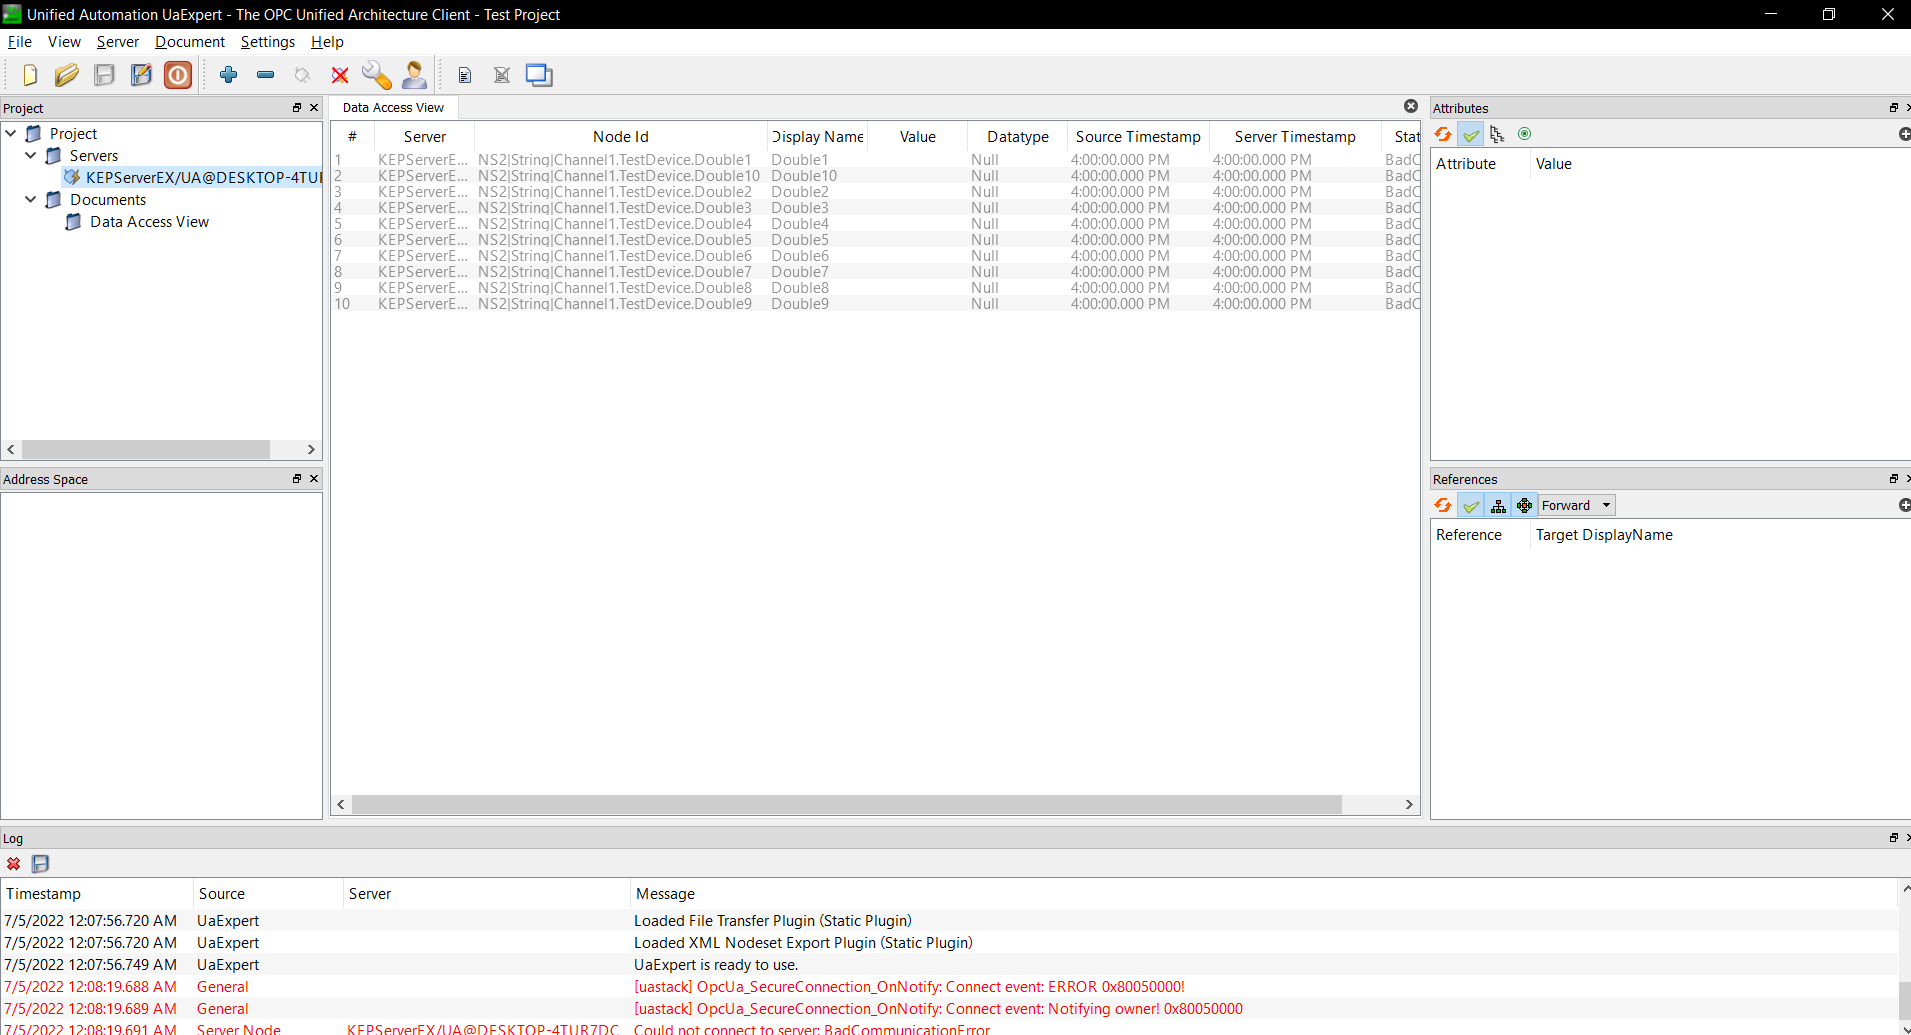 Unified Automation UaExpert - The OPC Unified Architecture Client - Test Project
File View Server Document Settings Help
Project
Project
Servers
KEPServerEX/UA@DESKTOP-4TU
Documents
Data Access View
Address Space
Data Access View
# Server Node Id Display Name Value Datatype Source Timestamp Server Timestamp Stat
1 KEPServerE... NS2|String|Channel1.TestDevice.Double1 Double1 Null 4:00:00.000 PM 4:00:00.000 PM BadC
2 KEPServerE... NS2|String|Channel1.TestDevice.Double10 Double10 Null 4:00:00.000 PM 4:00:00.000 PM BadC
3 KEPServerE... NS2|String|Channel1.TestDevice.Double2 Double2 Null 4:00:00.000 PM 4:00:00.000 PM BadC
4 KEPServerE... NS2|String|Channel1.TestDevice.Double3 Double3 Null 4:00:00.000 PM 4:00:00.000 PM BadC
5 KEPServerE... NS2|String|Channel1.TestDevice.Double4 Double4 Null 4:00:00.000 PM 4:00:00.000 PM BadC
6 KEPServerE... NS2|String|Channel1.TestDevice.Double5 Double5 Null 4:00:00.000 PM 4:00:00.000 PM BadC
7 KEPServerE... NS2|String|Channel1.TestDevice.Double6 Double6 Null 4:00:00.000 PM 4:00:00.000 PM BadC
8 KEPServerE... NS2|String|Channel1.TestDevice.Double7 Double7 Null 4:00:00.000 PM 4:00:00.000 PM BadC
9 KEPServerE... NS2|String|Channel1.TestDevice.Double8 Double8 Null 4:00:00.000 PM 4:00:00.000 PM BadC
10 KEPServerE... NS2|String|Channel1.TestDevice.Double9 Double9 Null 4:00:00.000 PM 4:00:00.000 PM BadC
Attributes
Attribute Value
References
Forward
Reference Target DisplayName
Log
Timestamp Source Server Message
7/5/2022 12:07:56.720 AM UaExpert Loaded File Transfer Plugin (Static Plugin)
7/5/2022 12:07:56.720 AM UaExpert Loaded XML Nodeset Export Plugin (Static Plugin)
7/5/2022 12:07:56.749 AM UaExpert UaExpert is ready to use.
7/5/2022 12:08:19.688 AM General [uastack] OpcUa_SecureConnection_OnNotify: Connect event: ERROR 0x80050000!
7/5/2022 12:08:19.689 AM General [uastack] OpcUa_SecureConnection_OnNotify: Connect event: Notifying owner! 0x80050000
7/5/2022 12:08:19.691 AM Server Node KEPServerEX/UA@DESKTOP-4TUR7DC Could not connect to server: BadCommunicationError